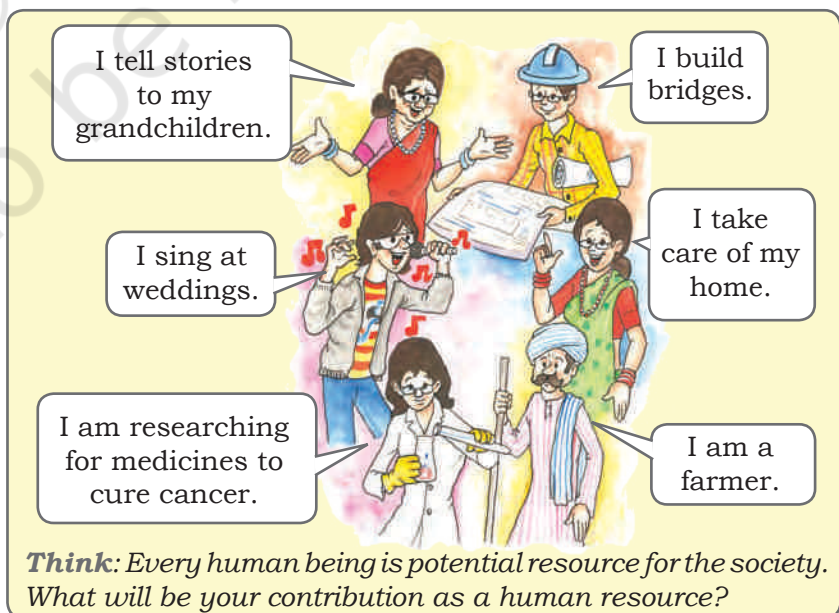 I tell stories
to my
grandchildren.
I build
bridges.
I sing at
weddings.
I take
care of my
home.
I am researching
for medicines to
cure cancer.
I am a
farmer.
Think: Every human being is potential resource for the society.
What will be your contribution as a human resource?